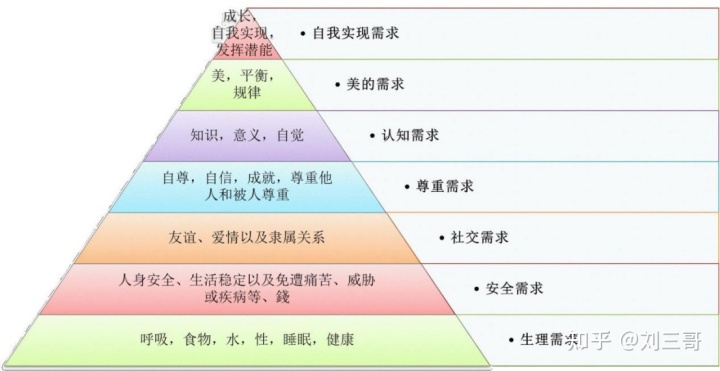 成长，
自我实现，
发挥潜能
• 自我实现需求
美，平衡，
规律
• 美的需求
知识，意义，自觉
• 认知需求
自尊，自信，成就，尊重他
人和被人尊重
• 尊重需求
友谊、爱情以及隶属关系
• 社交需求
人身安全、生活稳定以及免遭痛苦、威胁
或疾病等、錢
• 安全需求
呼吸，食物，水，性，睡眠，健康
• 生理需求
知乎 @刘三哥